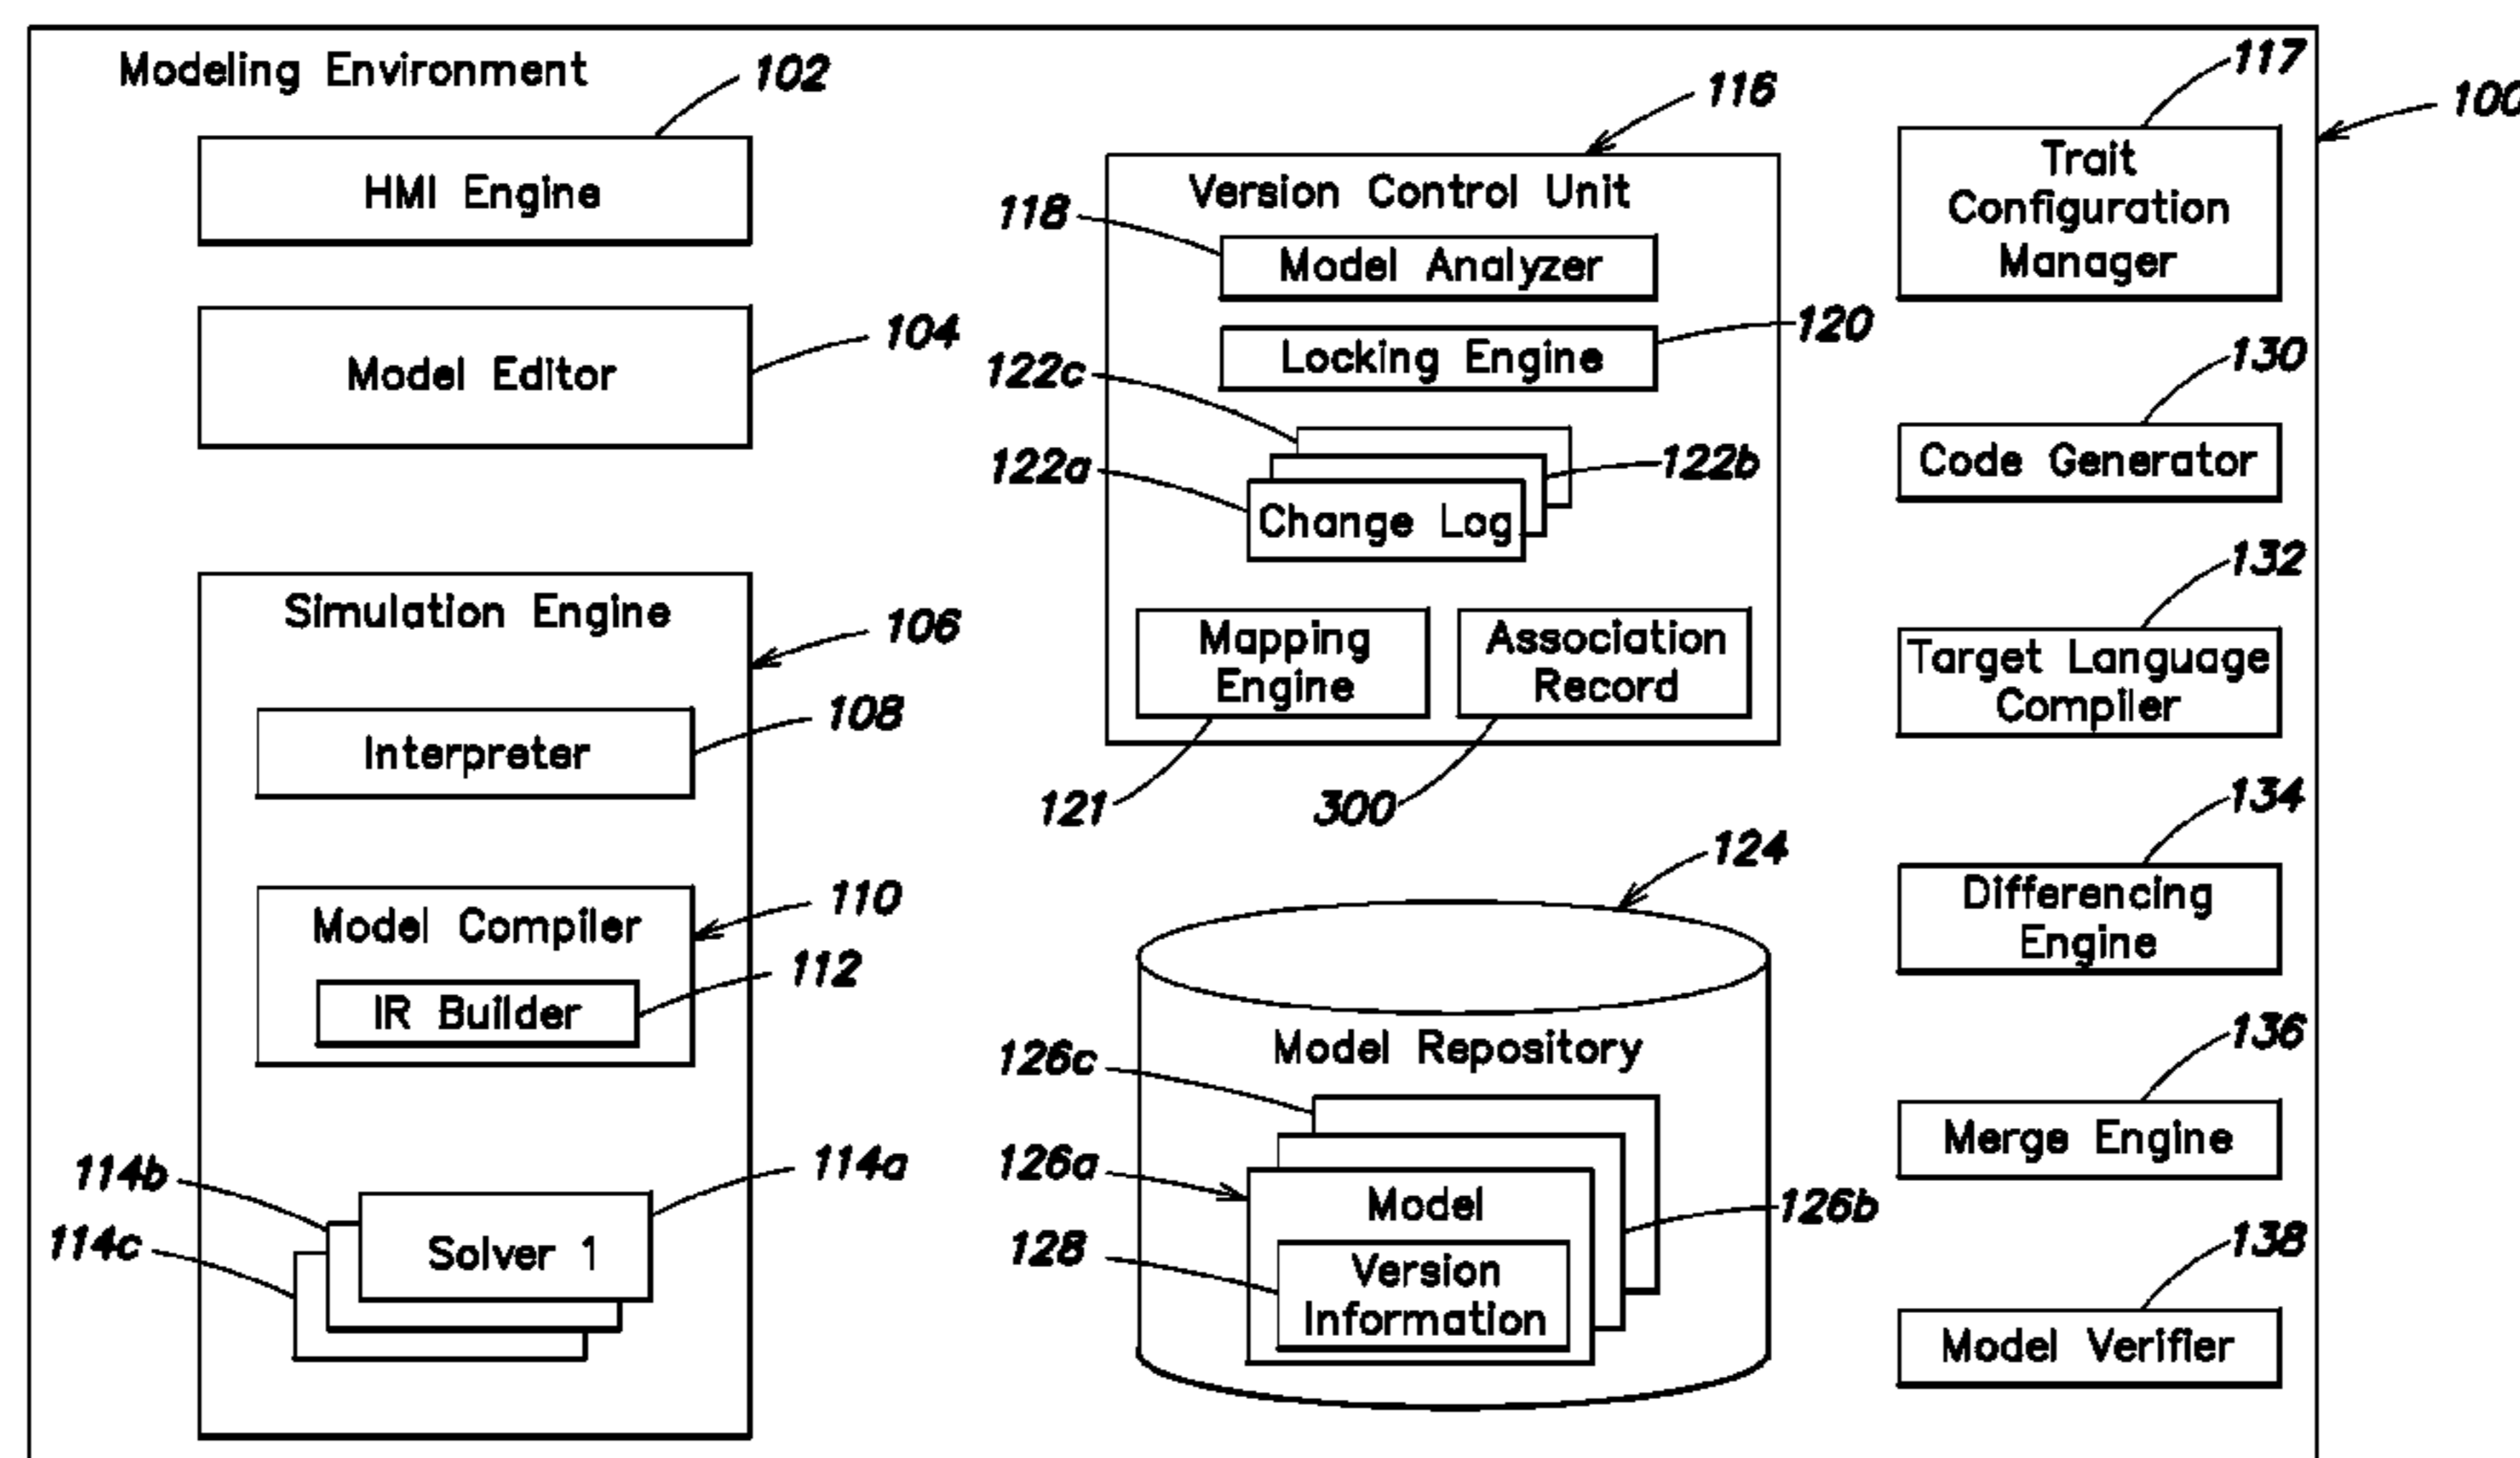 Modeling Environment
102
HMI Engine
104
Model Editor
Simulation Engine
106
Interpreter
108
Model Compiler
110
IR Builder
112
114b
114a
114c
Solver 1
116
Version Control Unit
118
Model Analyzer
120
Locking Engine
122c
122a
122b
Change Log
Mapping
Engine
Association
Record
121
300
124
Model Repository
126c
126a
Model
126b
128
Version
Information
117
100
Trait
Configuration
Manager
130
Code Generator
132
Target Language
Compiler
134
Differencing
Engine
136
Merge Engine
138
Model Verifier